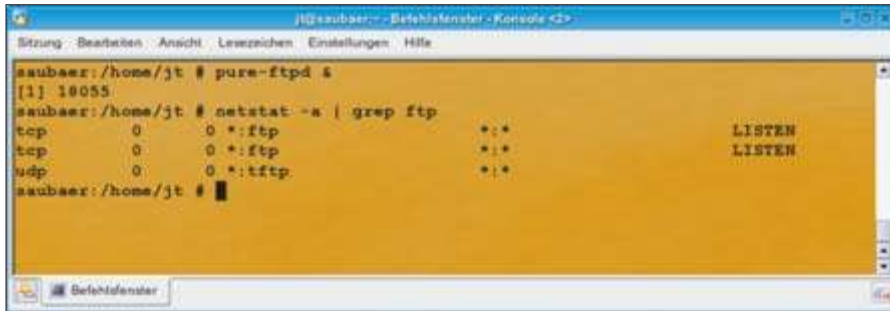 jt@saubaer:~ - Befehlsfenster - Konsole <2>
Sitzung Bearbeiten Ansicht Lesezeichen Einstellungen Hilfe
saubaer:/home/jt # pure-ftpd &
[1] 18055
saubaer:/home/jt # netstat -a | grep ftp
tcp 0 0 *:ftp *:* LISTEN
tcp 0 0 *:ftp *:* LISTEN
udp 0 0 *:tftp *:*
saubaer:/home/jt #
Befehlsfenster